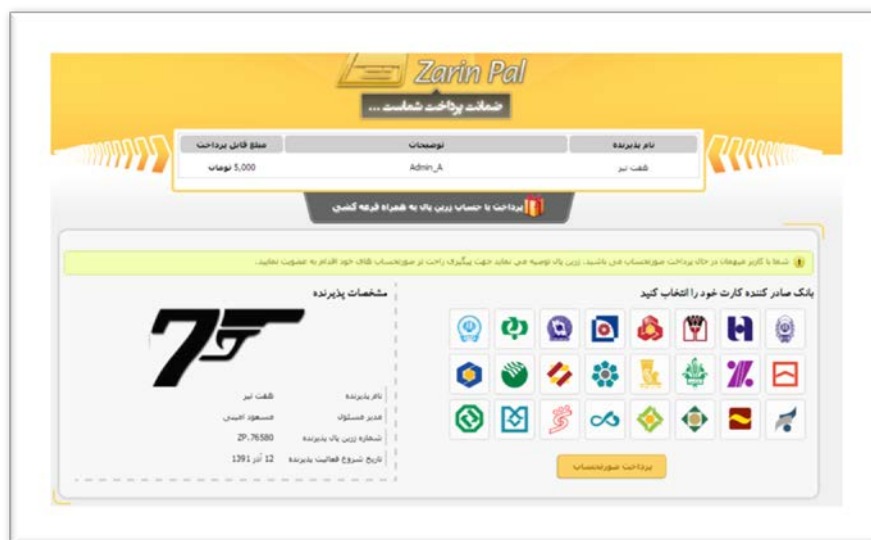 Zarin Pal
ضمانت پرداخت شماست ...
نام پذیرنده توضیحات مبلغ قابل پرداخت
هفت تیر Admin_A 5,000 تومان
پرداخت با حساب زرین پال به همراه قرعه کشی
شما با کاربر میهمان در حال پرداخت صورتحساب می باشید، زرین پال توصیه می نماید جهت پیگیری راحت تر صورتحساب های خود اقدام به عضویت نمایید.
بانک صادر کننده کارت خود را انتخاب کنید
مشخصات پذیرنده
7
نام پذیرنده هفت تیر
مدیر مسئول مسعود امینی
شماره زرین پال پذیرنده ZP.76580
تاریخ شروع فعالیت پذیرنده 12 آذر 1391
پرداخت صورتحساب